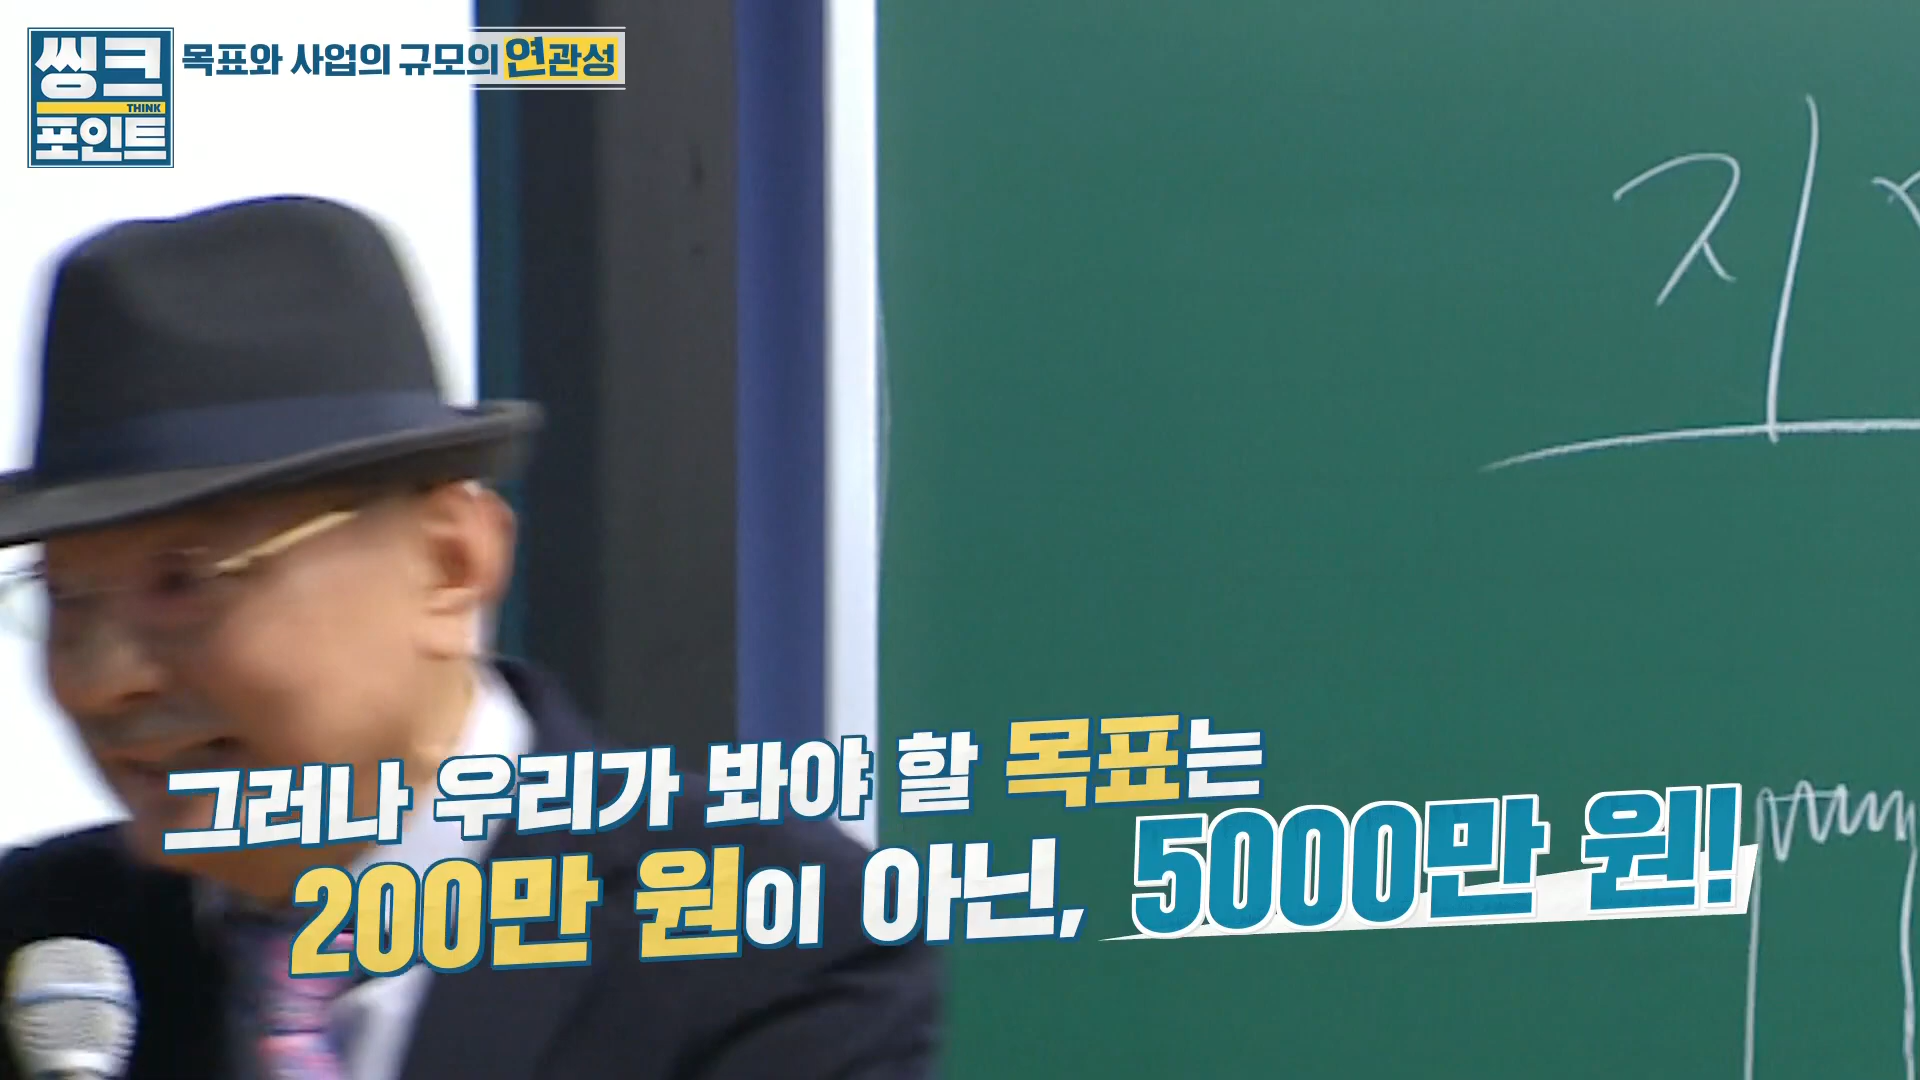 씽크
THINK
포인트
목표와 사업의 규모의 연관성
지
그러나 우리가 봐야 할 목표는
200만 원이 아닌, 5000만 원!